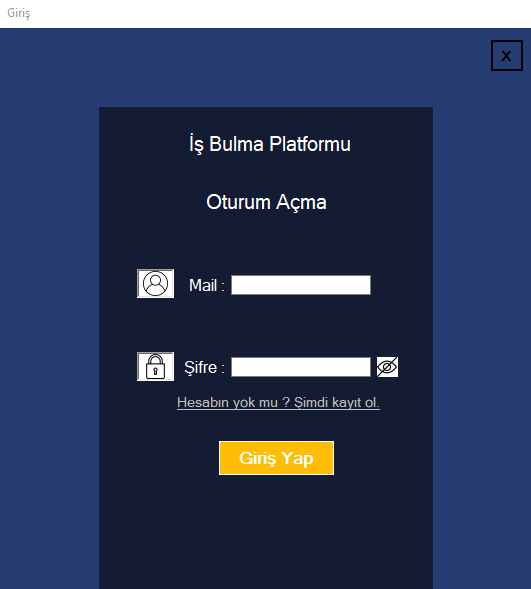 Giriş
x
İş Bulma Platformu
Oturum Açma
Mail :
Şifre :
Hesabın yok mu ? Şimdi kayıt ol.
Giriş Yap